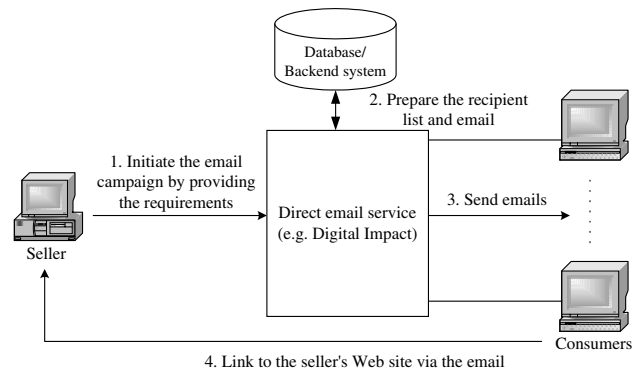 Database/
Backend system
2. Prepare the recipient
list and email
1. Initiate the email
campaign by providing
the requirements
Direct email service
(e.g. Digital Impact)
3. Send emails
Seller
Consumers
4. Link to the seller's Web site via the email